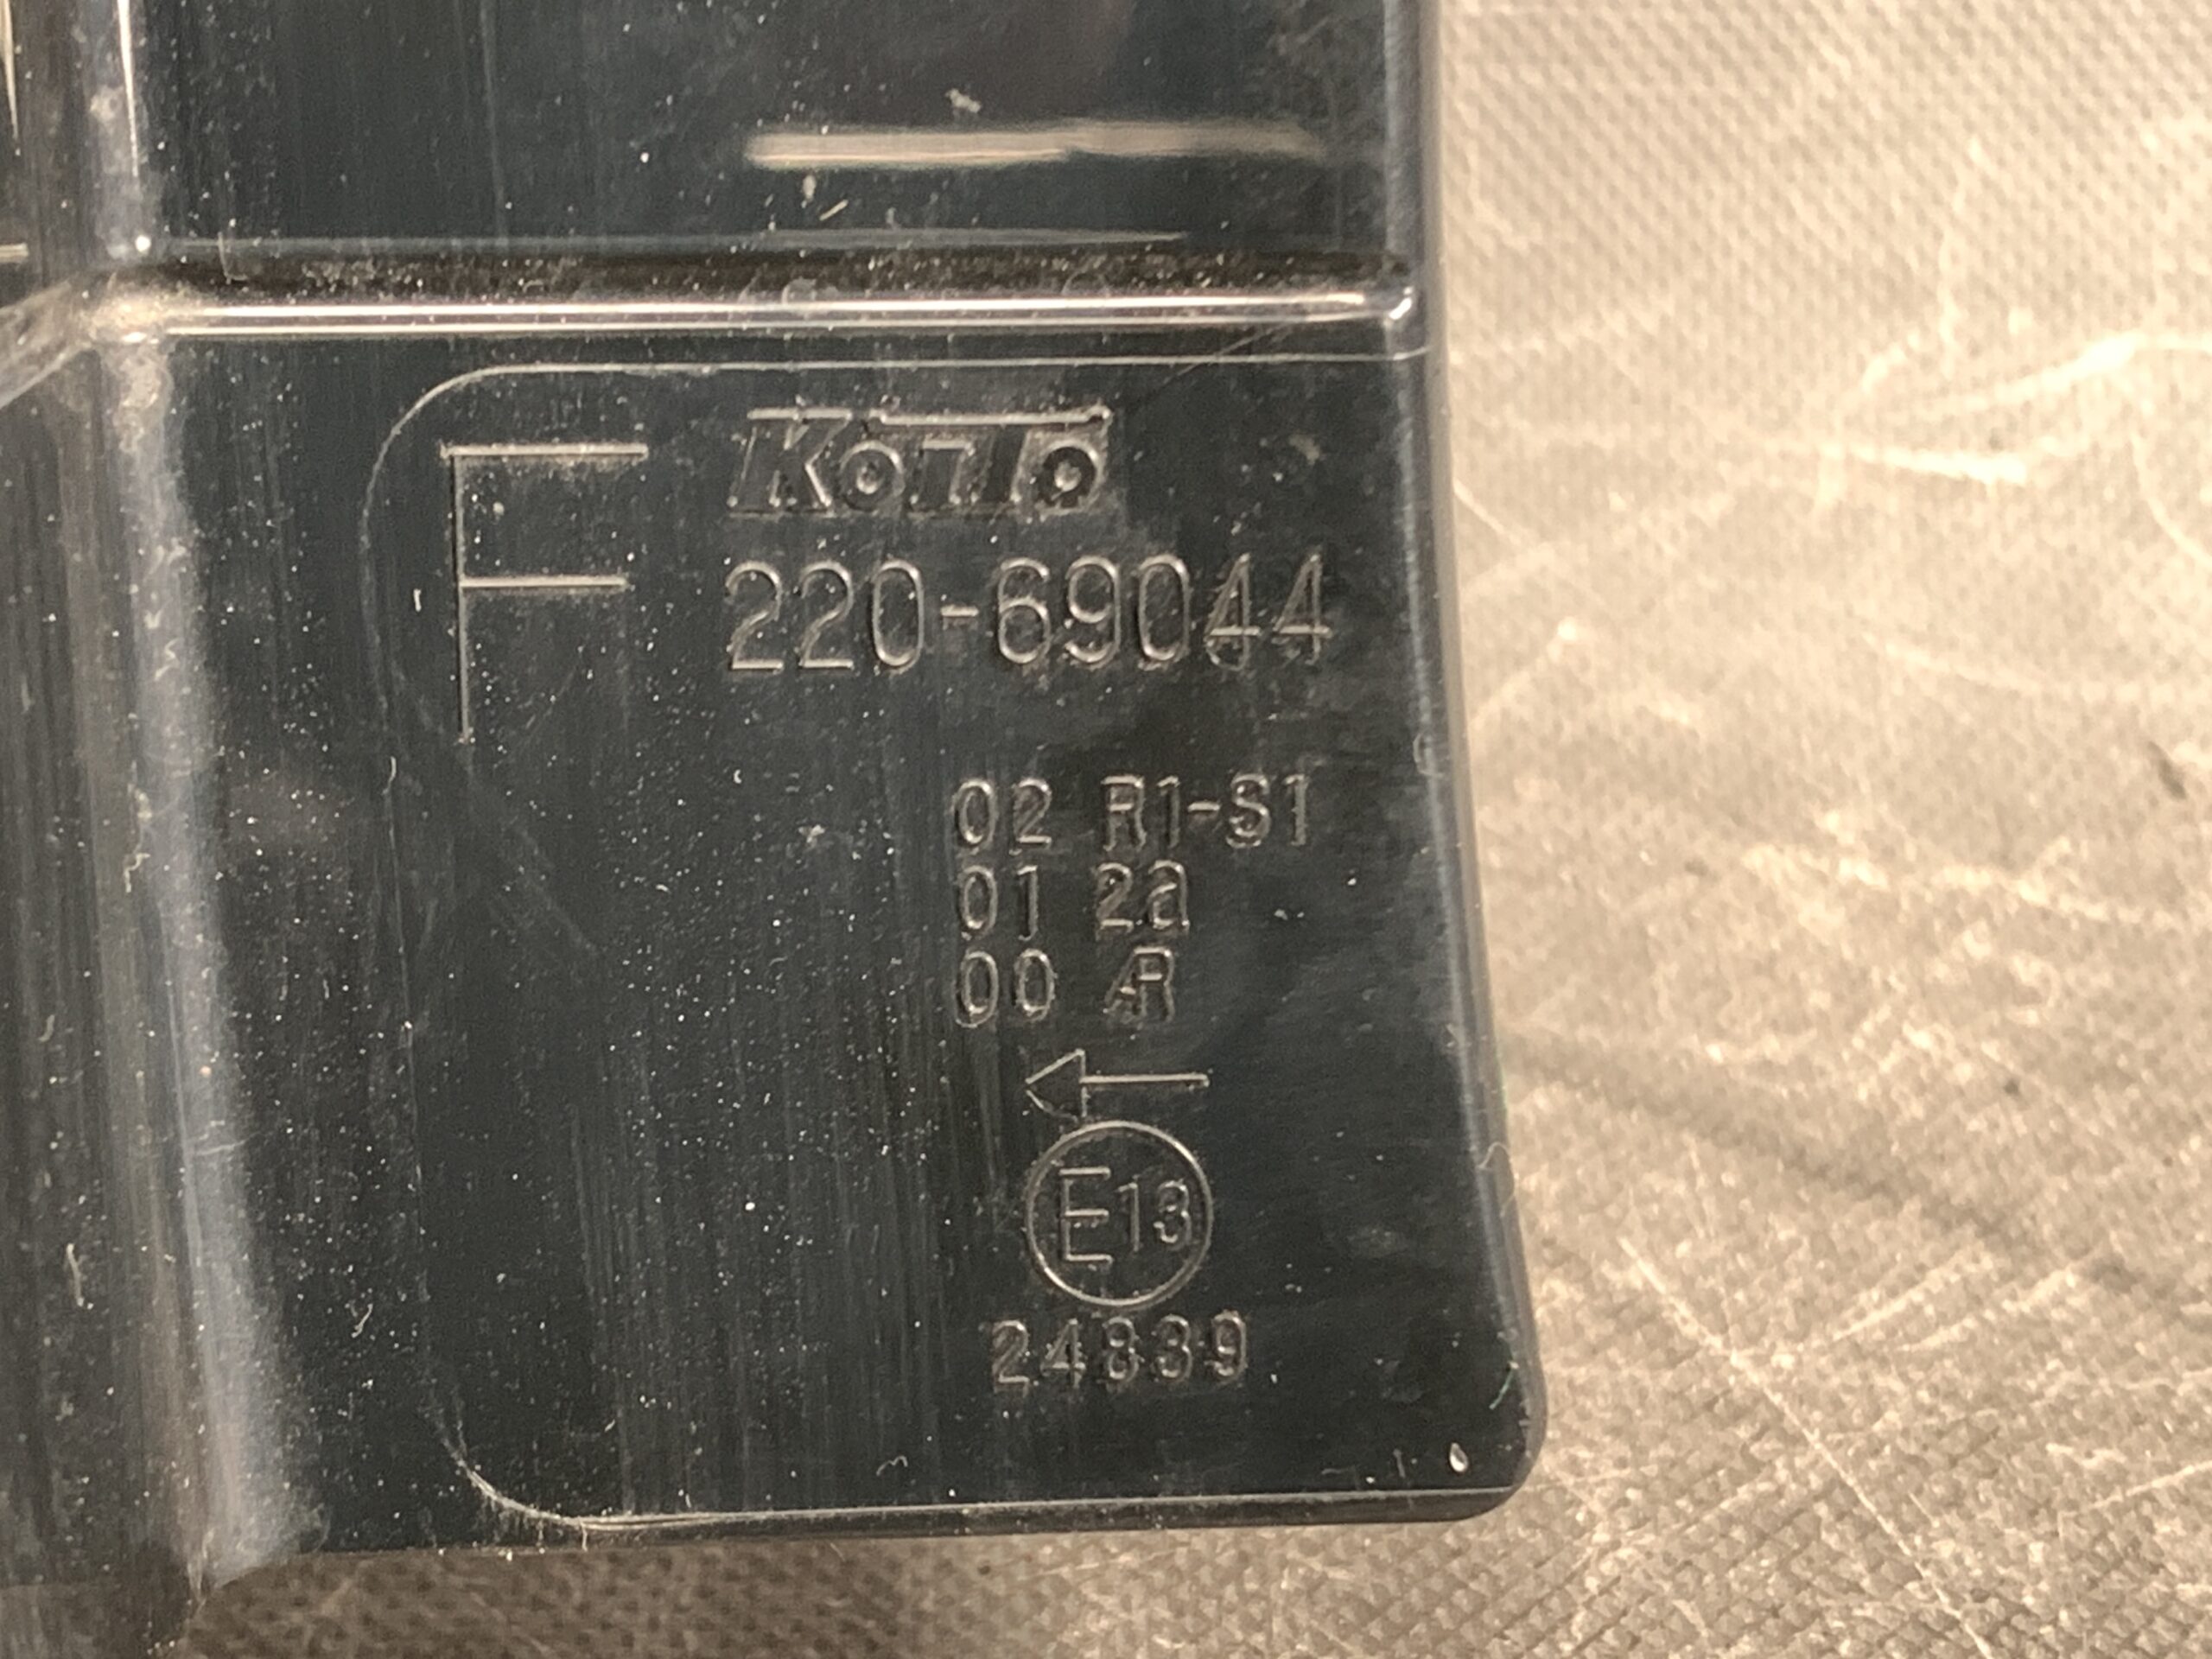 F
KoiTo
220-69044
02 R1-S1
01 2a
00 AR
E13
24839